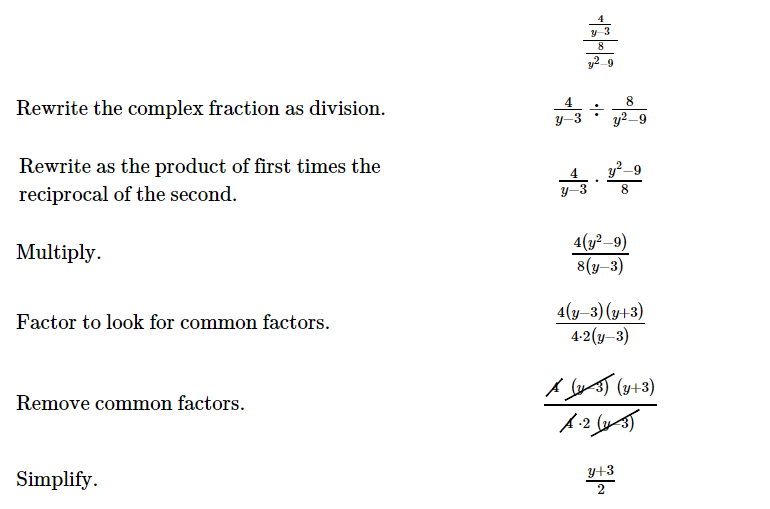 \frac{\frac{4}{y-3}}{\frac{8}{y^2-9}}
Rewrite the complex fraction as division. \frac{4}{y-3} ÷ \frac{8}{y^2-9}
Rewrite as the product of first times the
reciprocal of the second. \frac{4}{y-3} · \frac{y^2-9}{8}
Multiply. \frac{4(y^2-9)}{8(y-3)}
Factor to look for common factors. \frac{4(y-3)(y+3)}{4·2(y-3)}
Remove common factors. \frac{\cancel{4} \cancel{(y-3)} (y+3)}{\cancel{4} ·2 \cancel{(y-3)}}
Simplify. \frac{y+3}{2}